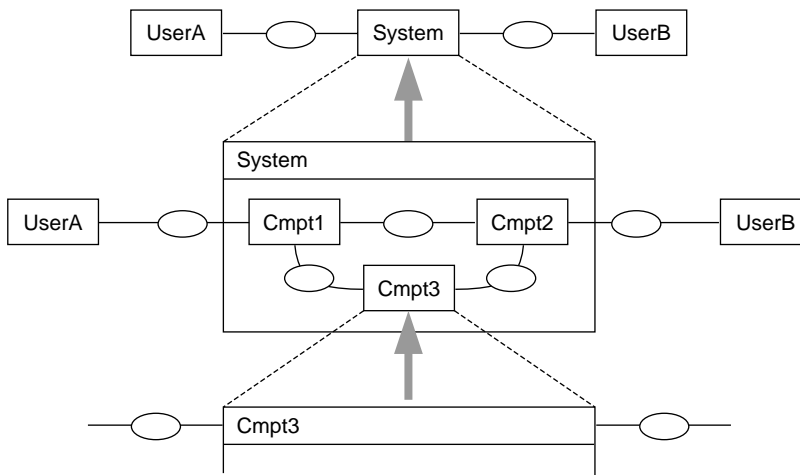 UserA
System
UserB
System
UserA
Cmpt1
Cmpt2
UserB
Cmpt3
Cmpt3